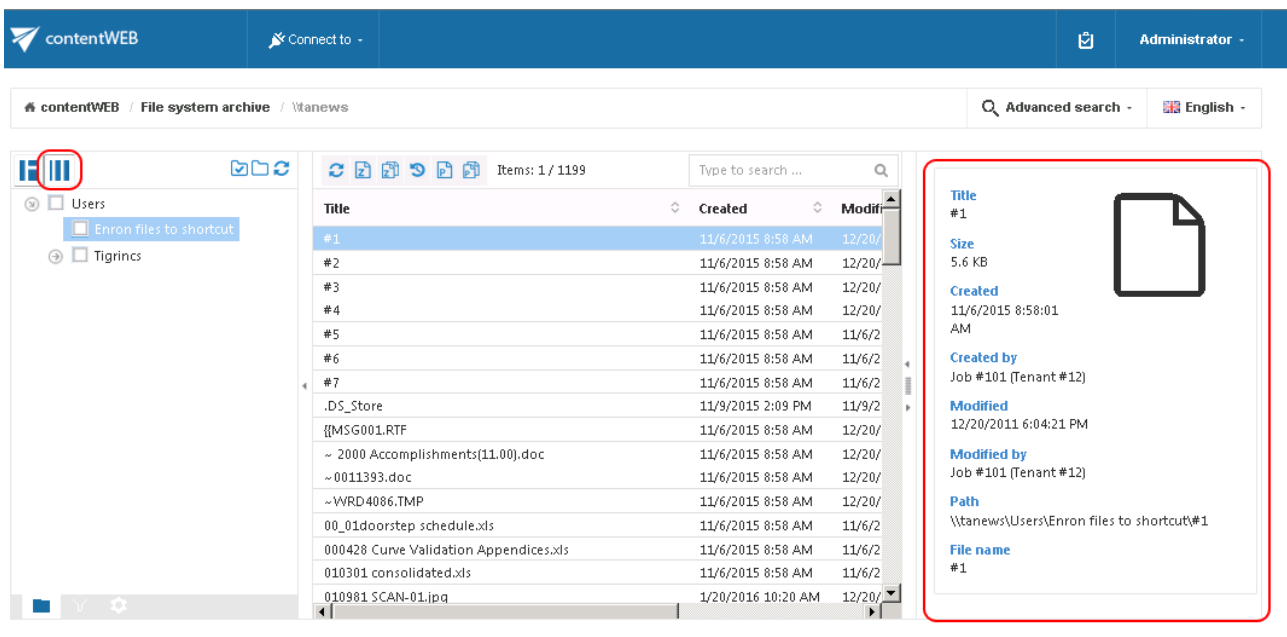 contentWEB
Connect to
Administrator
contentWEB / File system archive / \\tanews
Advanced search
English
Items: 1 / 1199
Type to search ...
Users
Enron files to shortcut
Tigrincs
Title Created Modifi
#1 11/6/2015 8:58 AM 12/20/
#2 11/6/2015 8:58 AM 12/20/
#3 11/6/2015 8:58 AM 12/20/
#4 11/6/2015 8:58 AM 12/20/
#5 11/6/2015 8:58 AM 11/6/2
#6 11/6/2015 8:58 AM 11/6/2
#7 11/6/2015 8:58 AM 11/6/2
.DS_Store 11/9/2015 2:09 PM 11/9/2
{[MSG001.RTF 11/6/2015 8:58 AM 12/20/
~ 2000 Accomplishments(11.00).doc 11/6/2015 8:58 AM 12/20/
~0011393.doc 11/6/2015 8:58 AM 12/20/
~WRD4086.TMP 11/6/2015 8:58 AM 12/20/
00_01doorstep schedule.xls 11/6/2015 8:58 AM 11/6/2
000428 Curve Validation Appendices.xls 11/6/2015 8:58 AM 11/6/2
010301 consolidated.xls 11/6/2015 8:58 AM 11/6/2
010981 SCAN-01.jpg 1/20/2016 10:20 AM 12/20/
Title
#1
Size
5.6 KB
Created
11/6/2015 8:58:01
AM
Created by
Job #101 (Tenant #12)
Modified
12/20/2011 6:04:21 PM
Modified by
Job #101 (Tenant #12)
Path
\\tanews\Users\Enron files to shortcut\#1
File name
#1